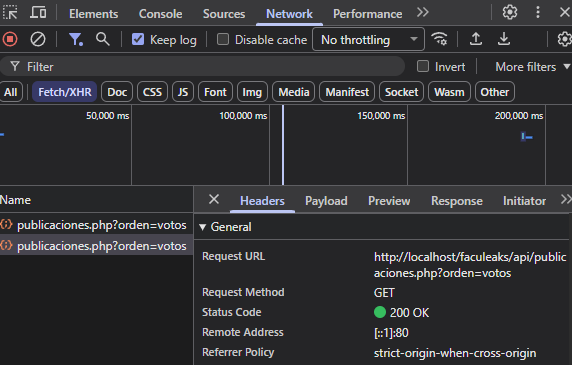 Elements Console Sources Network Performance
Keep log Disable cache No throttling
Filter Invert More filters
All Fetch/XHR Doc CSS JS Font Img Media Manifest Socket Wasm Other
50,000 ms 100,000 ms 150,000 ms 200,000 ms
Name Headers Payload Preview Response Initiator
publicaciones.php?orden=votos General
publicaciones.php?orden=votos
Request URL http://localhost/faculeaks/api/public
aciones.php?orden=votos
Request Method GET
Status Code 200 OK
Remote Address [::1]:80
Referrer Policy strict-origin-when-cross-origin